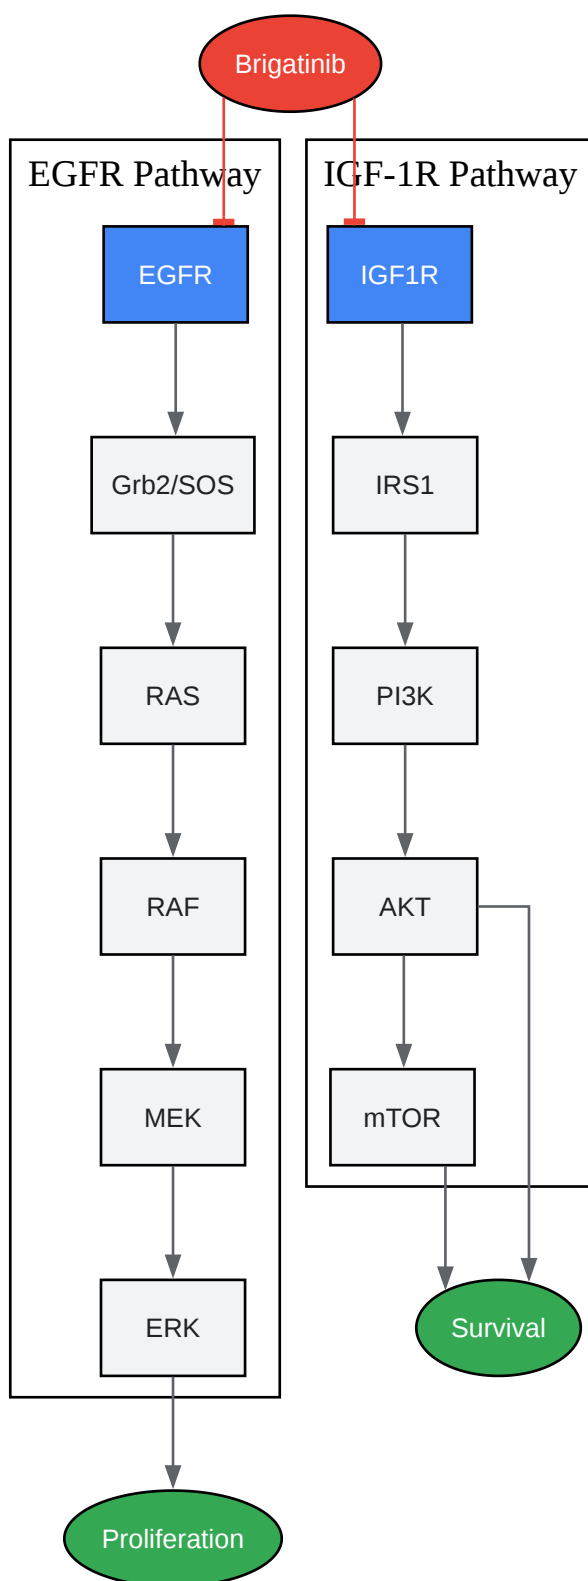 Brigatinib
EGFR Pathway
EGFR
Grb2/SOS
RAS
RAF
MEK
ERK
Proliferation
IGF-1R Pathway
IGF1R
IRS1
PI3K
AKT
mTOR
Survival